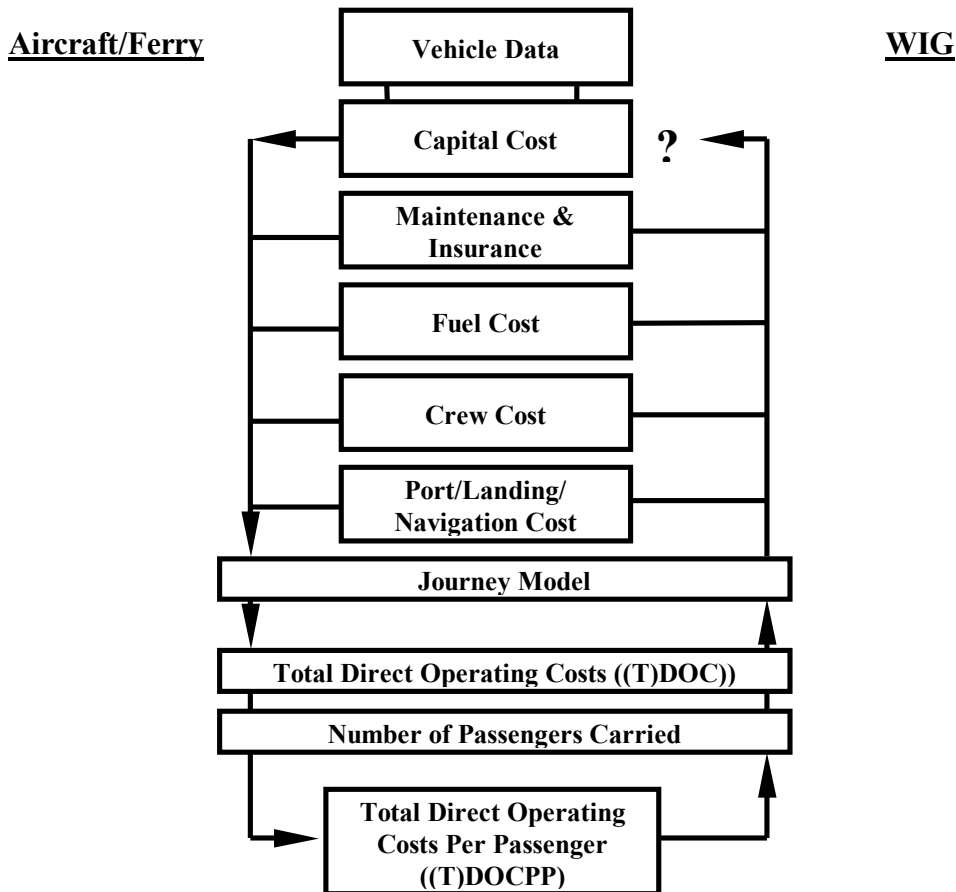 Aircraft/Ferry
Vehicle Data
WIG
Capital Cost
?
Maintenance &
Insurance
Fuel Cost
Crew Cost
Port/Landing/
Navigation Cost
Journey Model
Total Direct Operating Costs ((T)DOC))
Number of Passengers Carried
Total Direct Operating
Costs Per Passenger
((T)DOCPP)